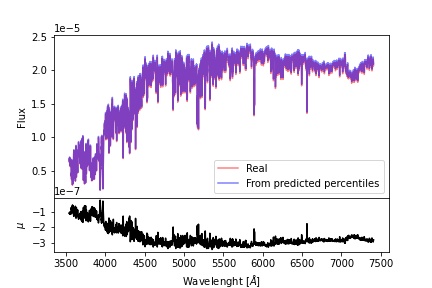 1e−5
2.5
2.0
Flux
1.5
1.0
0.5
Real
From predicted percentiles
1e−7
−1
μ
−2
−3
3500 4000 4500 5000 5500 6000 6500 7000 7500
Wavelenght [Å]